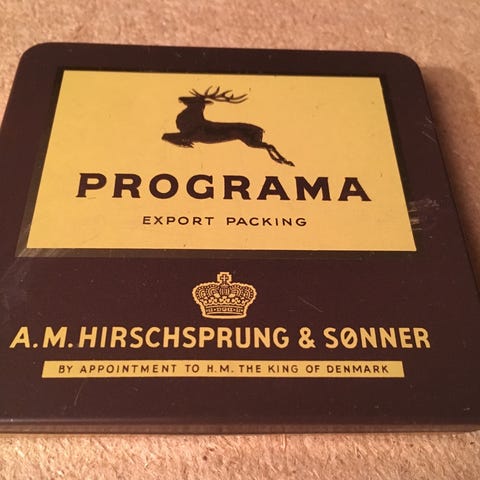 PROGRAMA
EXPORT PACKING
A.M. HIRSCHSPRUNG & SØNNER
BY APPOINTMENT TO H.M. THE KING OF DENMARK